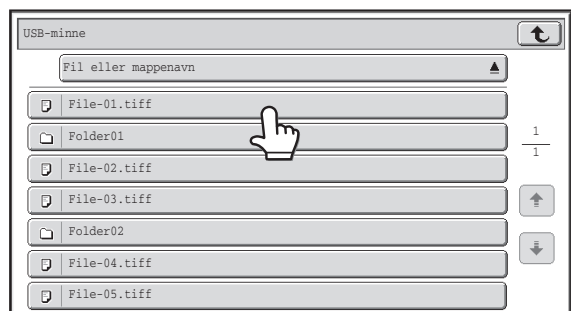 USB-minne
Fil eller mappenavn
File-01.tiff
Folder01
File-02.tiff
File-03.tiff
Folder02
File-04.tiff
File-05.tiff
1
1